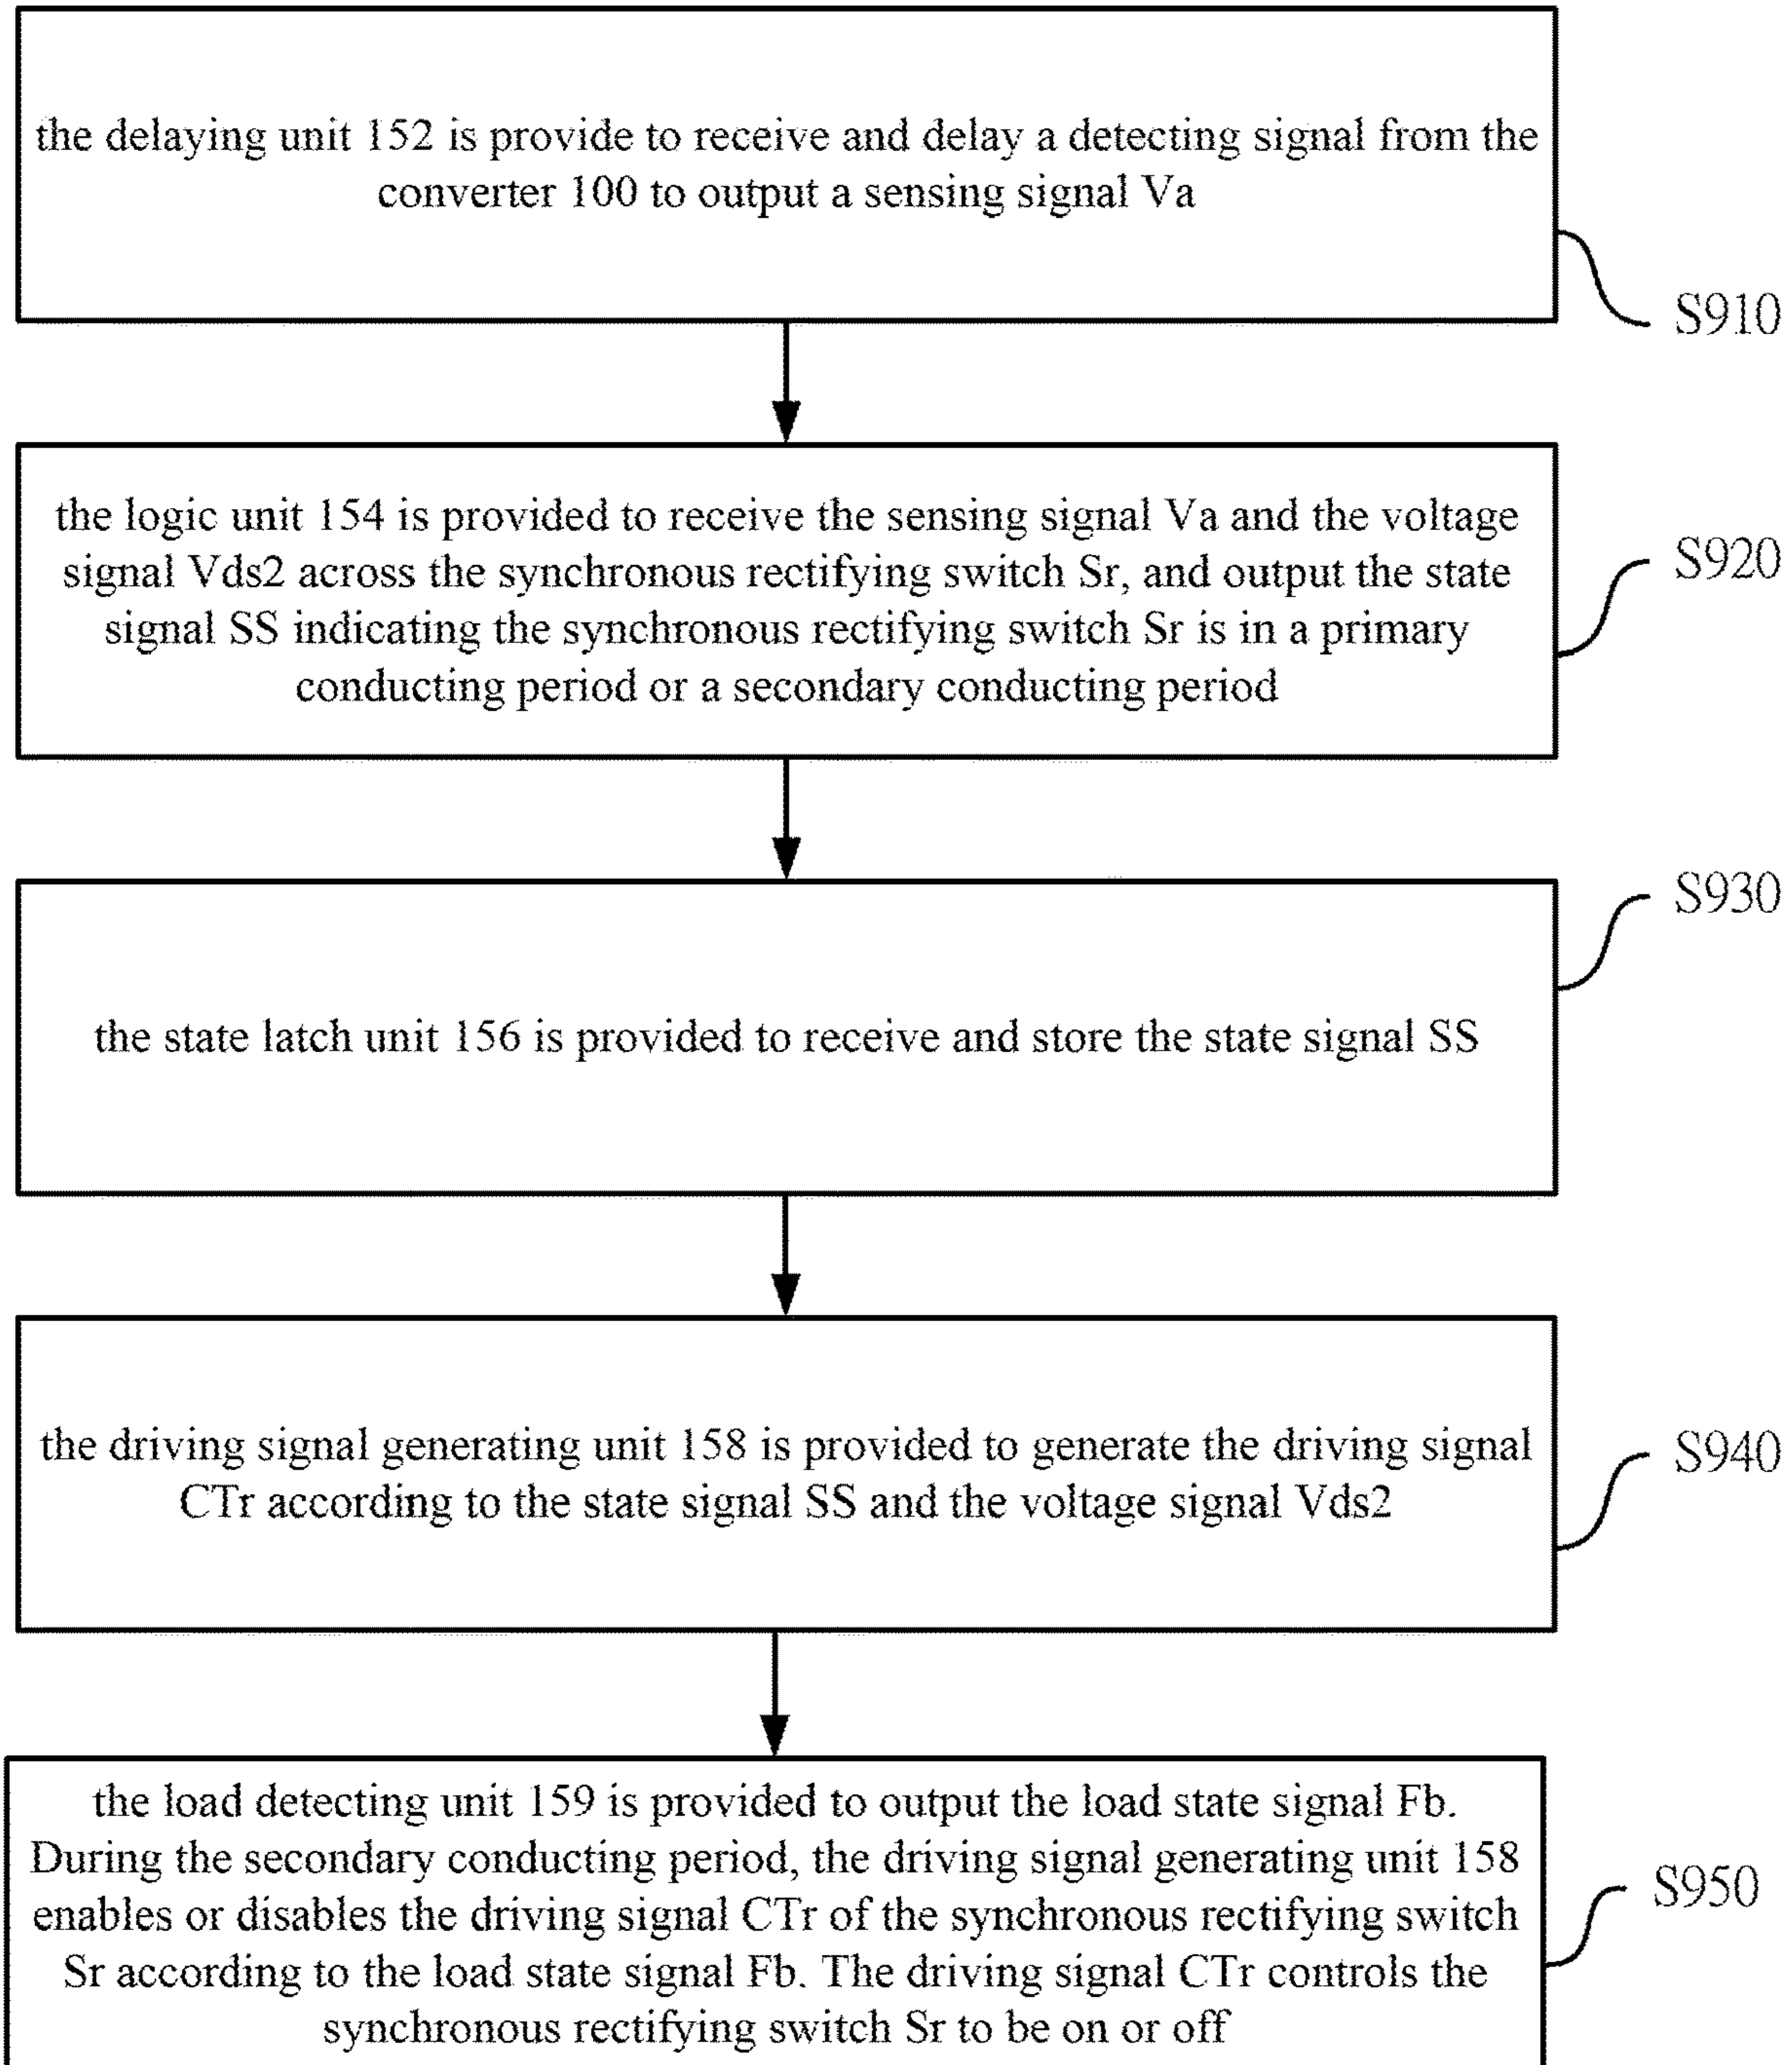 the delaying unit 152 is provide to receive and delay a detecting signal from the
converter 100 to output a sensing signal Va
S910
the logic unit 154 is provided to receive the sensing signal Va and the voltage
signal Vds2 across the synchronous rectifying switch Sr, and output the state
signal SS indicating the synchronous rectifying switch Sr is in a primary
conducting period or a secondary conducting period
S920
the state latch unit 156 is provided to receive and store the state signal SS
S930
the driving signal generating unit 158 is provided to generate the driving signal
CTr according to the state signal SS and the voltage signal Vds2
S940
the load detecting unit 159 is provided to output the load state signal Fb.
During the secondary conducting period, the driving signal generating unit 158
enables or disables the driving signal CTr of the synchronous rectifying switch
Sr according to the load state signal Fb. The driving signal CTr controls the
synchronous rectifying switch Sr to be on or off
S950